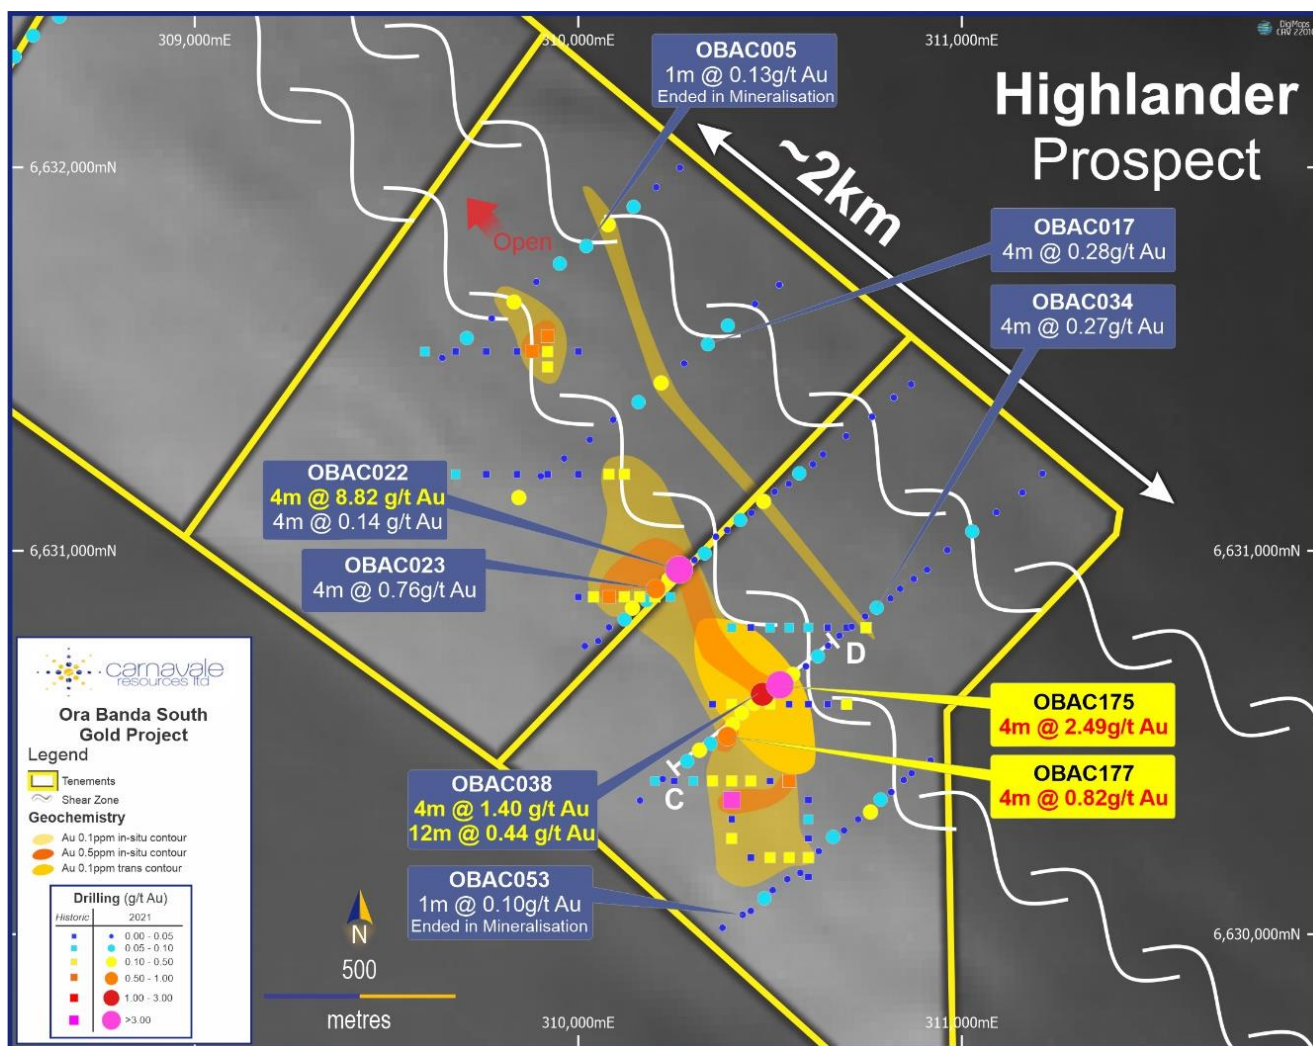 309,000mE
310,000mE
311,000mE
DigiMaps
Highlander
Prospect
~2km
OBAC005
1m @ 0.13g/t Au
Ended in Mineralisation
6,632,000mN
6,632,000mN
Open
OBAC017
4m @ 0.28g/t Au
OBAC034
4m @ 0.27g/t Au
OBAC022
4m @ 8.82 g/t Au
4m @ 0.14 g/t Au
6,631,000mN
6,631,000mN
OBAC023
4m @ 0.76g/t Au
D
C
OBAC175
4m @ 2.49g/t Au
OBAC177
4m @ 0.82g/t Au
OBAC038
4m @ 1.40 g/t Au
12m @ 0.44 g/t Au
OBAC053
1m @ 0.10g/t Au
Ended in Mineralisation
6,630,000mN
N
500
metres
310,000mE
311,000mE
carnavale
resources ltd
Ora Banda South
Gold Project
Legend
Tenements
Shear Zone
Geochemistry
Au 0.1ppm in-situ contour
Au 0.5ppm in-situ contour
Au 0.1ppm trans contour
Drilling (g/t Au)
Historic 2021
0.00 - 0.05
0.05 - 0.10
0.10 - 0.50
0.50 - 1.00
1.00 - 3.00
>3.00